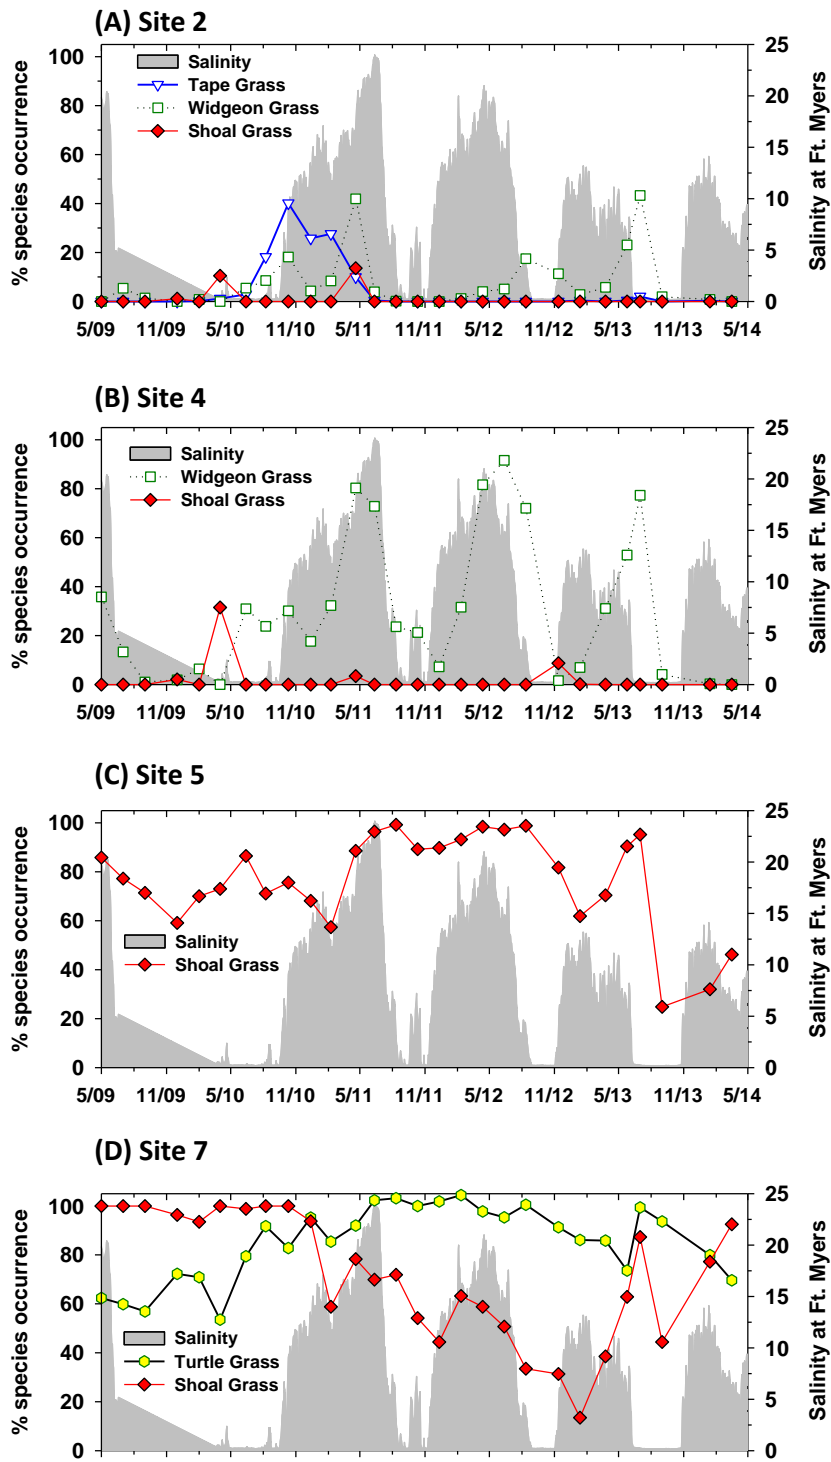 (A) Site 2
% species occurrence
100
80
60
40
20
0
Salinity
Tape Grass
Widgeon Grass
Shoal Grass
25
20
15
10
5
0
Salinity at Ft. Myers
5/09 11/09 5/10 11/10 5/11 11/11 5/12 11/12 5/13 11/13 5/14
(B) Site 4
% species occurrence
100
80
60
40
20
0
Salinity
Widgeon Grass
Shoal Grass
25
20
15
10
5
0
Salinity at Ft. Myers
5/09 11/09 5/10 11/10 5/11 11/11 5/12 11/12 5/13 11/13 5/14
(C) Site 5
% species occurrence
100
80
60
40
20
0
Salinity
Shoal Grass
25
20
15
10
5
0
Salinity at Ft. Myers
5/09 11/09 5/10 11/10 5/11 11/11 5/12 11/12 5/13 11/13 5/14
(D) Site 7
% species occurrence
100
80
60
40
20
0
Salinity
Turtle Grass
Shoal Grass
25
20
15
10
5
0
Salinity at Ft. Myers